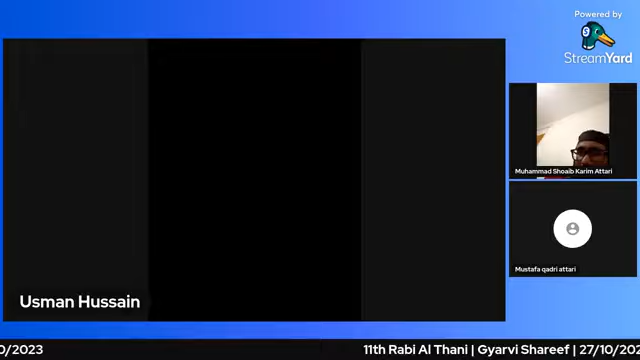 Powered by
StreamYard
Muhammad Shoaib Karim Attari
Mustafa qadri attari
Usman Hussain
0/2023
11th Rabi Al Thani | Gyarvi Shareef | 27/10/202